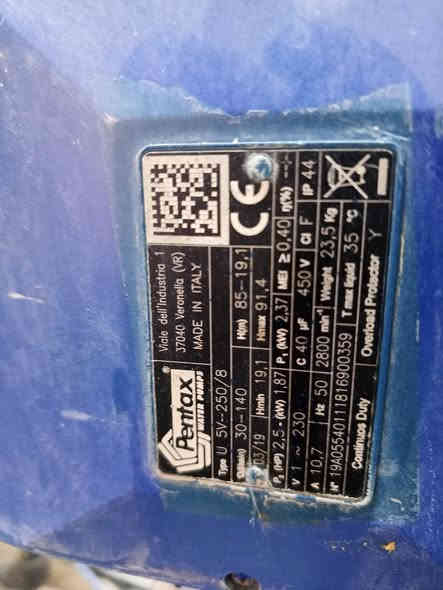 Pentax®
WATER PUMPS
Viale dell'Industria 1
37040 Veronella (VR)
MADE IN ITALY
CE
Type U 5V-250/8
Q(l/min) 30-140 H(m) 85-19,1
03/19 Hmin 19,1 Hmax 91,4
P₂ (HP) 2,5 - (kW) 1,87 P₁ (kW) 2,37 MEI ≥ 0,40 η(%) --
V 1 ~ 230 C 40 µF 450 V Cl F IP 44
A 10,7 Hz 50 2800 min⁻¹ Weight 23,5 Kg
N° 19A05540111816900359 T max liquid 35 °C
Continuos Duty Overload Protector Y